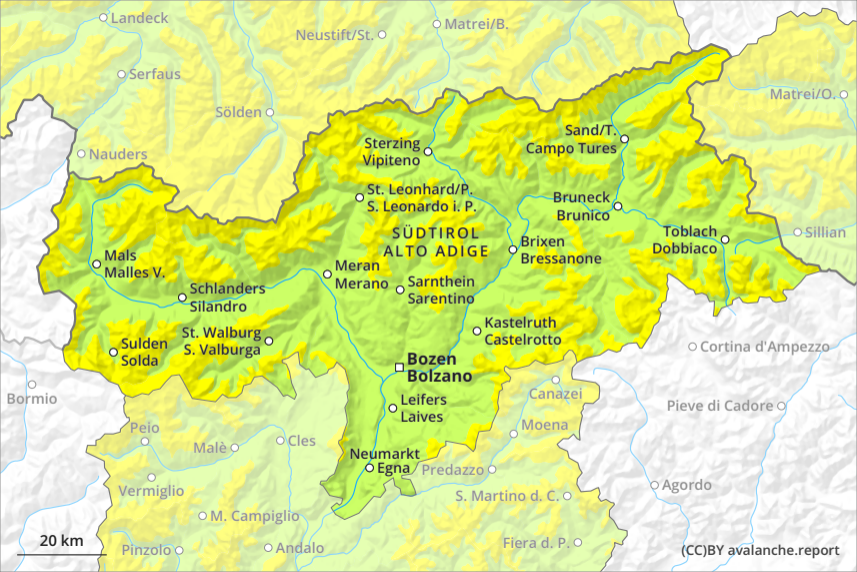 Landeck
Matrei/B.
Neustift/St.
Serfaus
Matrei/O.
Sölden
Sand/T.
Campo Tures
Sterzing
Vipiteno
Nauders
St. Leonhard/P.
S. Leonardo i. P.
Bruneck
Brunico
SÜDTIROL
ALTO ADIGE
Toblach
Dobbiaco
Sillian
Brixen
Bressanone
Mals
Malles V.
Meran
Merano
Sarnthein
Sarentino
Schlanders
Silandro
Kastelruth
Castelrotto
St. Walburg
S. Valburga
Sulden
Solda
Cortina d'Ampezzo
Bozen
Bolzano
Bormio
Canazei
Leifers
Laives
Pieve di Cadore
Peio
Moena
Cles
Malè
Neumarkt
Egna
Predazzo
Vermiglio
Agordo
S. Martino d. C.
M. Campiglio
20 km
Pinzolo
Andalo
Fiera d. P.
(CC)BY avalanche.report